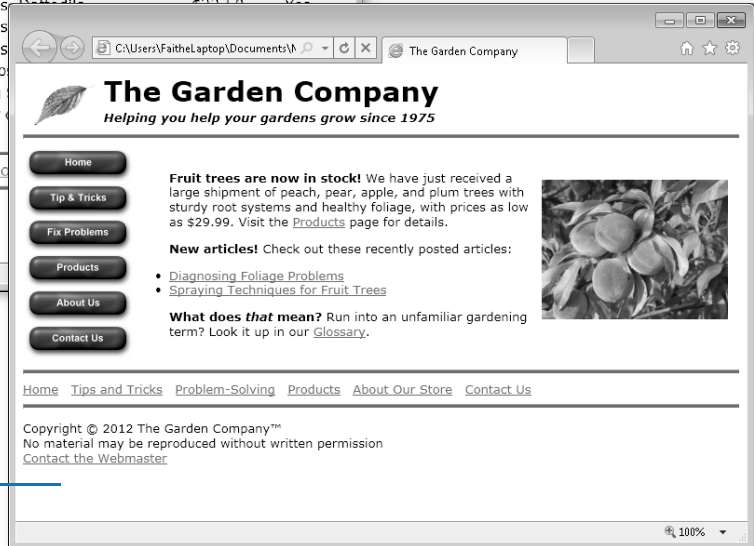 C:\Users\FaitheLaptop\Documents\
The Garden Company
The Garden Company
Helping you help your gardens grow since 1975
Home
Tip & Tricks
Fix Problems
Products
About Us
Contact Us
Fruit trees are now in stock! We have just received a
large shipment of peach, pear, apple, and plum trees with
sturdy root systems and healthy foliage, with prices as low
as $29.99. Visit the Products page for details.
New articles! Check out these recently posted articles:
• Diagnosing Foliage Problems
• Spraying Techniques for Fruit Trees
What does that mean? Run into an unfamiliar gardening
term? Look it up in our Glossary.
Home Tips and Tricks Problem-Solving Products About Our Store Contact Us
Copyright © 2012 The Garden Company™
No material may be reproduced without written permission
Contact the Webmaster
100%